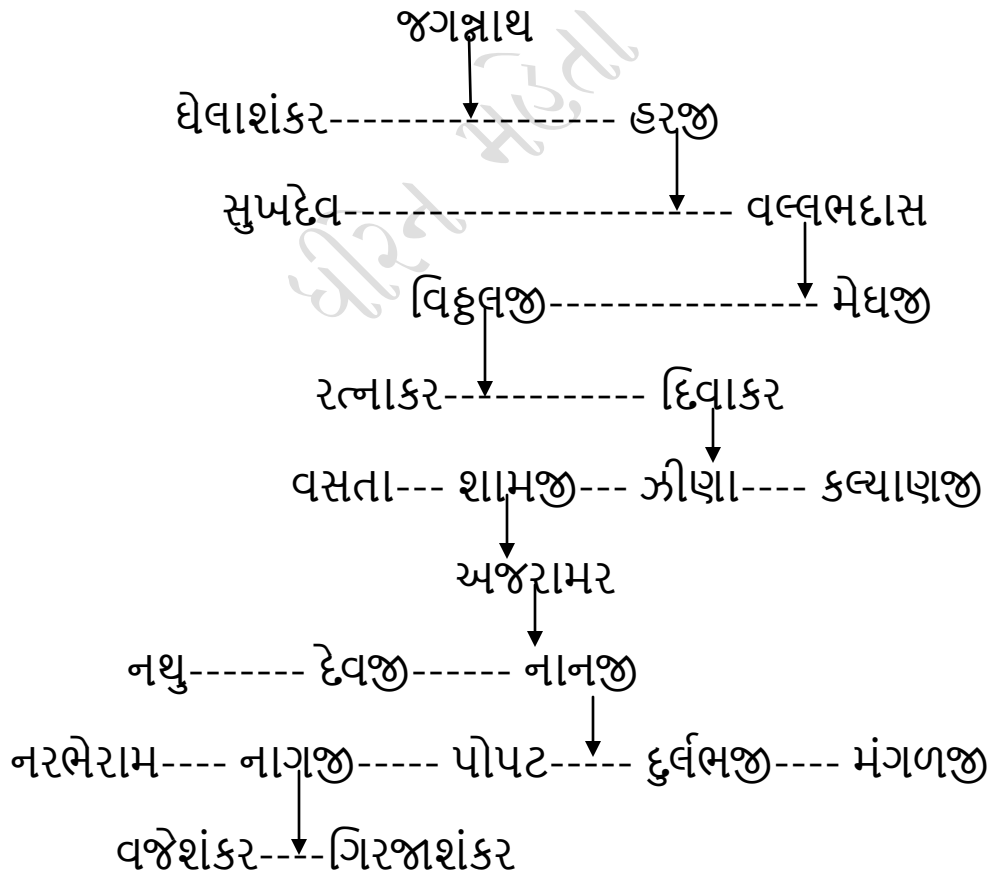 જગન્નાથ
ઘેલાશંકર----------------- હરજી
સુખદેવ----------------------- વલ્લભદાસ
વિઠ્ઠલજી---------------- મેઘજી
રત્નાકર------------ દિવાકર
વસતા--- શામજી--- ઝીણા---- કલ્યાણજી
અજરામર
નથુ------- દેવજી------ નાનજી
નરભેરામ---- નાગજી----- પોપટ----- દુર્લભજી---- મંગળજી
વજેશંકર----ગિરજાશંકર
ધીરેન મહેતા